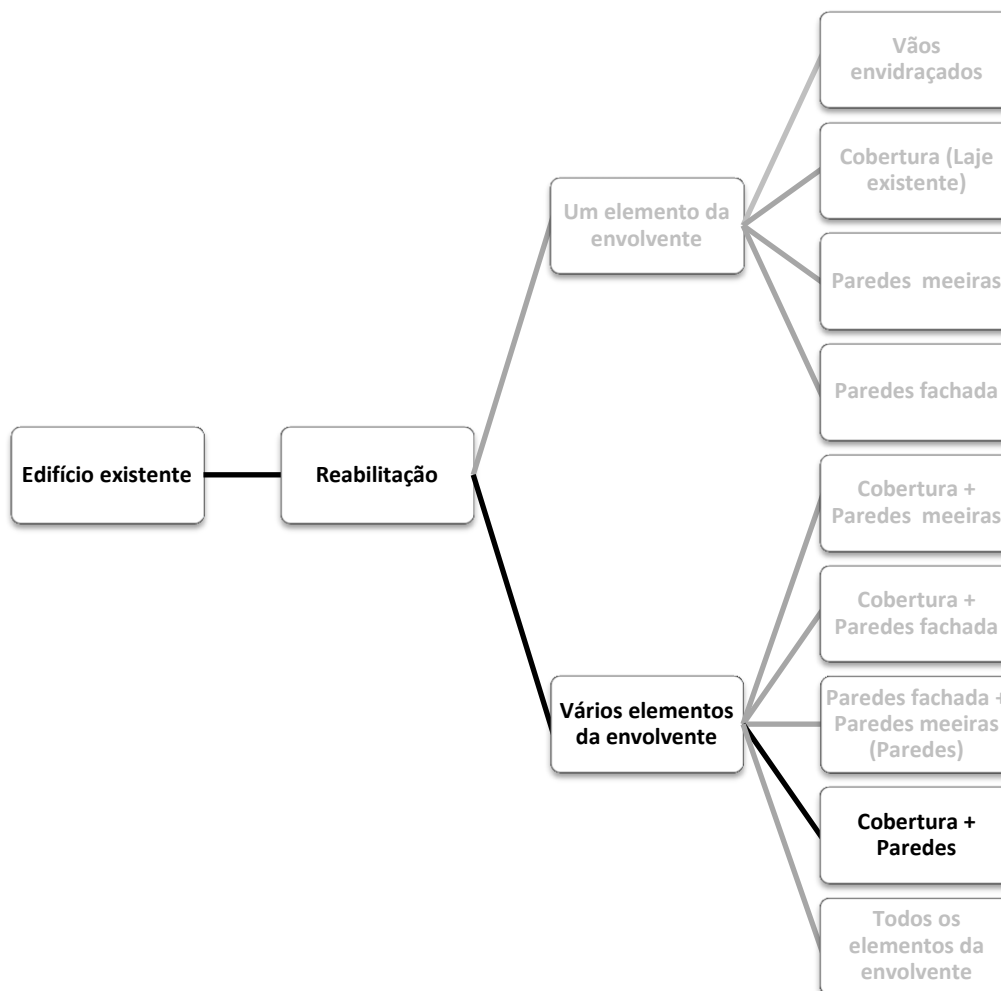 Vãos
envidraçados
Cobertura (Laje
existente)
Um elemento da
envolvente
Paredes meeiras
Paredes fachada
Edifício existente
Reabilitação
Cobertura +
Paredes meeiras
Cobertura +
Paredes fachada
Vários elementos
da envolvente
Paredes fachada +
Paredes meeiras
(Paredes)
Cobertura +
Paredes
Todos os
elementos da
envolvente